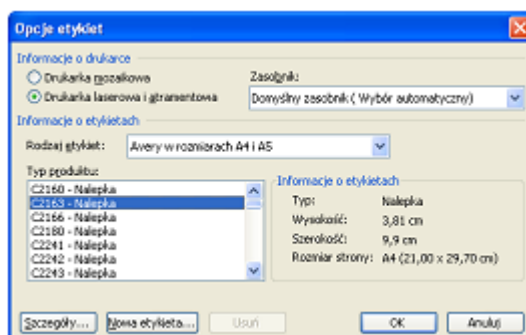 Opcje etykiet
Informacje o drukarce
Drukarka mozaikowa
Drukarka laserowa i atramentowa
Zasobnik:
Domyślny zasobnik ( Wybór automatyczny)
Informacje o etykietach
Rodzaj etykiet:
Avery w rozmiarach A4 i A5
Typ produktu:
C2160 - Nalepka
C2163 - Nalepka
C2166 - Nalepka
C2180 - Nalepka
C2241 - Nalepka
C2242 - Nalepka
C2243 - Nalepka
Informacje o etykietach
Typ: Nalepka
Wysokość: 3,81 cm
Szerokość: 9,9 cm
Rozmiar strony: A4 (21,00 x 29,70 cm)
Szczegóły... Nowa etykieta... Usuń OK Anuluj